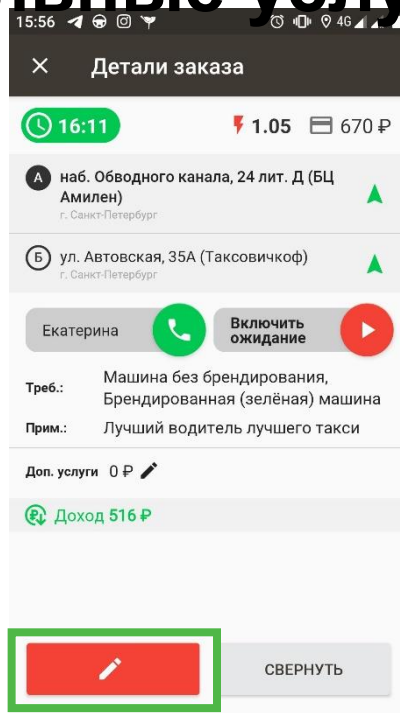 15:56 4G
Детали заказа
16:11 1.05 670 ₽
А наб. Обводного канала, 24 лит. Д (БЦ
Амилен)
г. Санкт-Петербург
Б ул. Автовская, 35А (Таксовичкоф)
г. Санкт-Петербург
Екатерина Включить
ожидание
Треб.: Машина без брендирования,
Брендированная (зелёная) машина
Прим.: Лучший водитель лучшего такси
Доп. услуги 0 ₽
Доход 516 ₽
СВЕРНУТЬ